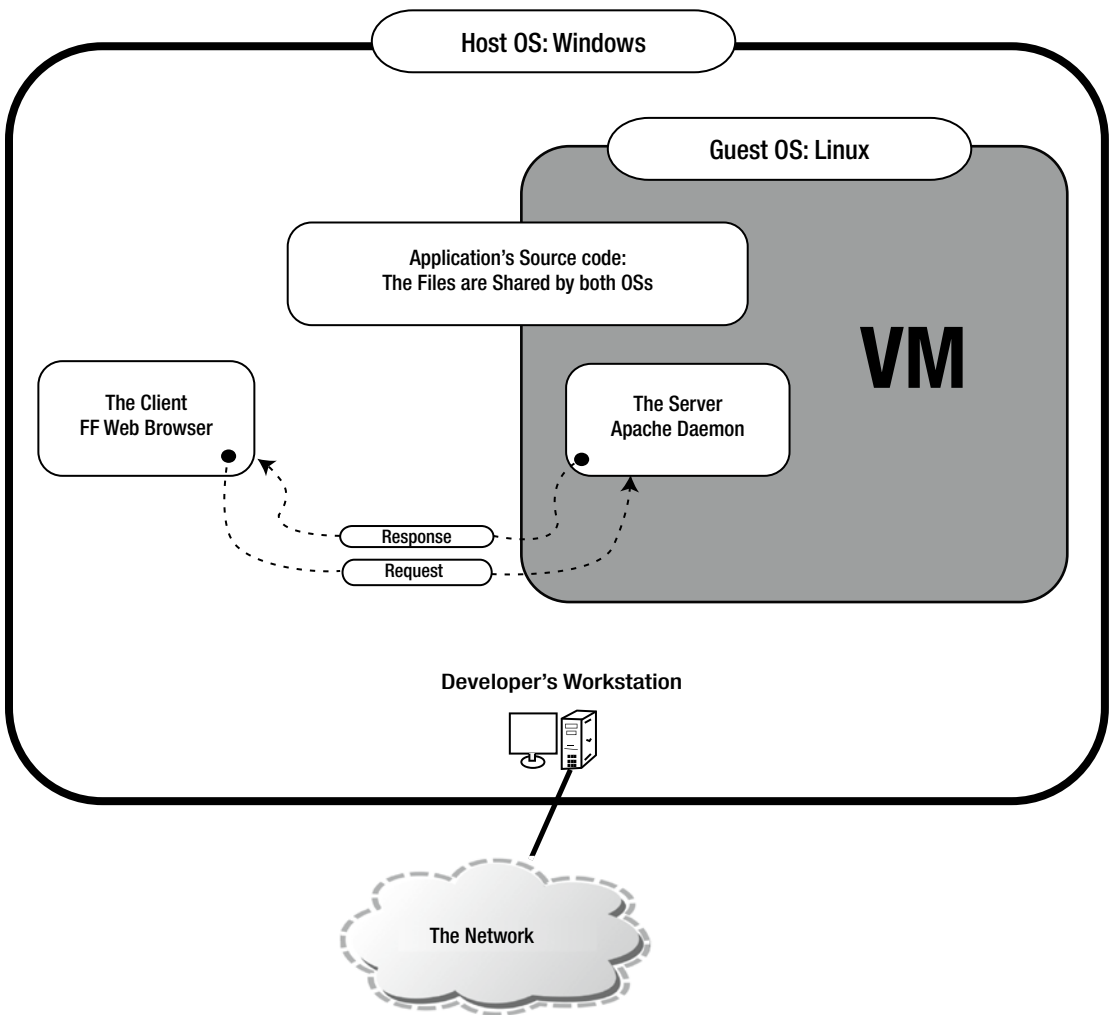 Host OS: Windows
Guest OS: Linux
Application's Source code:
The Files are Shared by both OSs
VM
The Client
FF Web Browser
The Server
Apache Daemon
Response
Request
Developer's Workstation
The Network